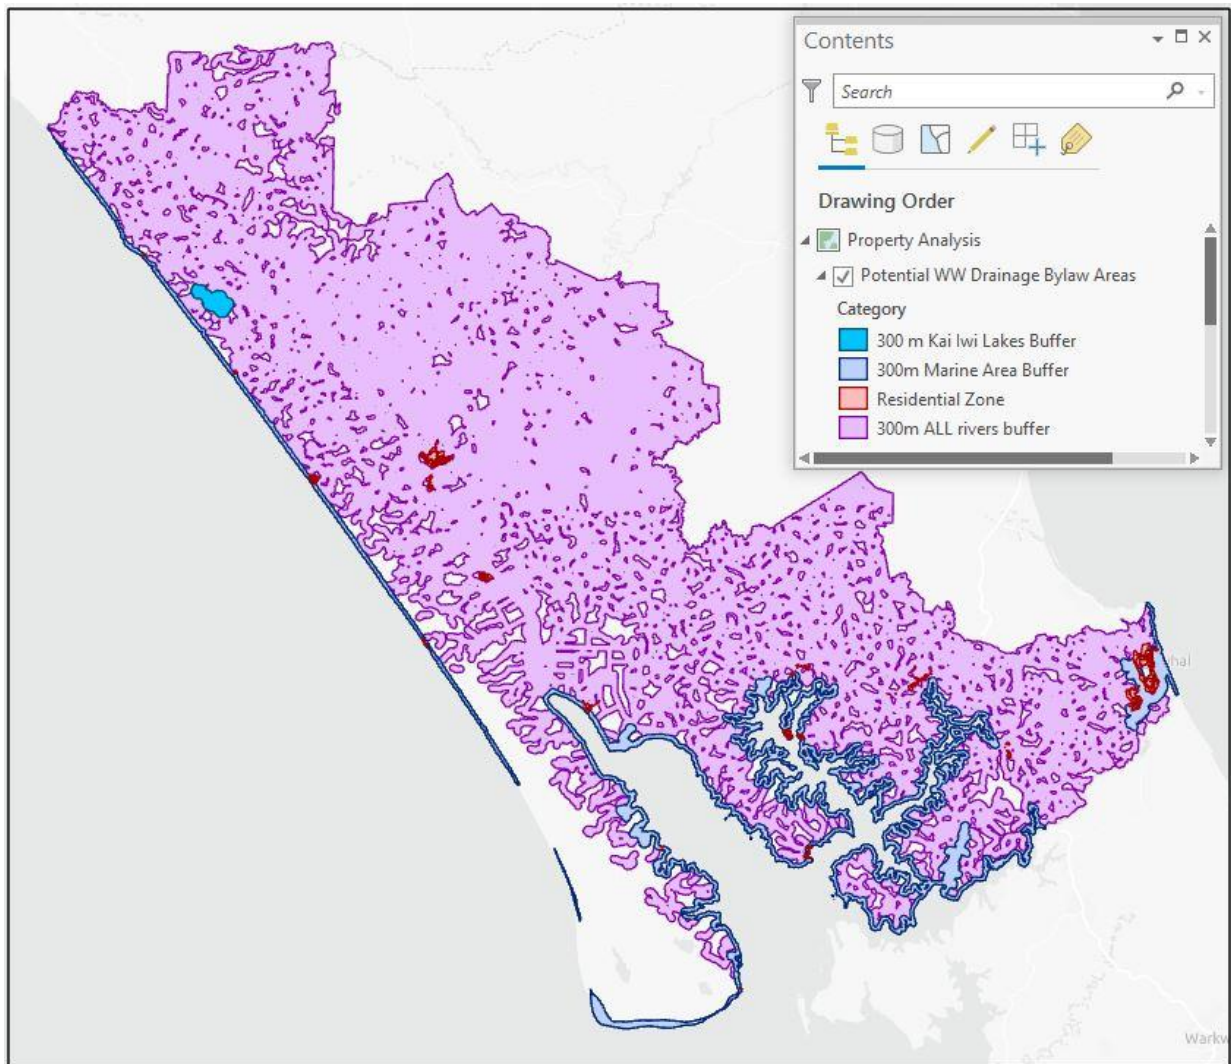 Contents
Search
Drawing Order
Property Analysis
Potential WW Drainage Bylaw Areas
Category
300 m Kai Iwi Lakes Buffer
300m Marine Area Buffer
Residential Zone
300m ALL rivers buffer